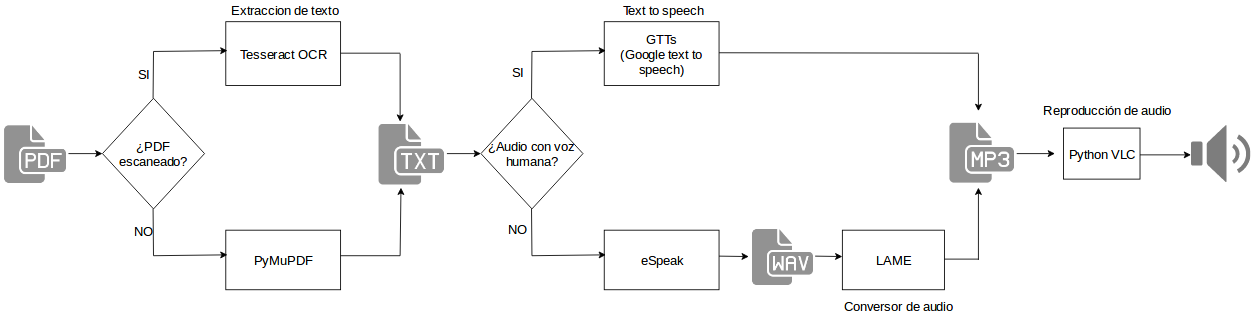 Extraccion de texto
Tesseract OCR
SI
PDF
¿PDF
escaneado?
NO
PyMuPDF
TXT
Text to speech
GTTs
(Google text to
speech)
SI
¿Audio con voz
humana?
NO
eSpeak
WAV
LAME
Conversor de audio
MP3
Reproducción de audio
Python VLC